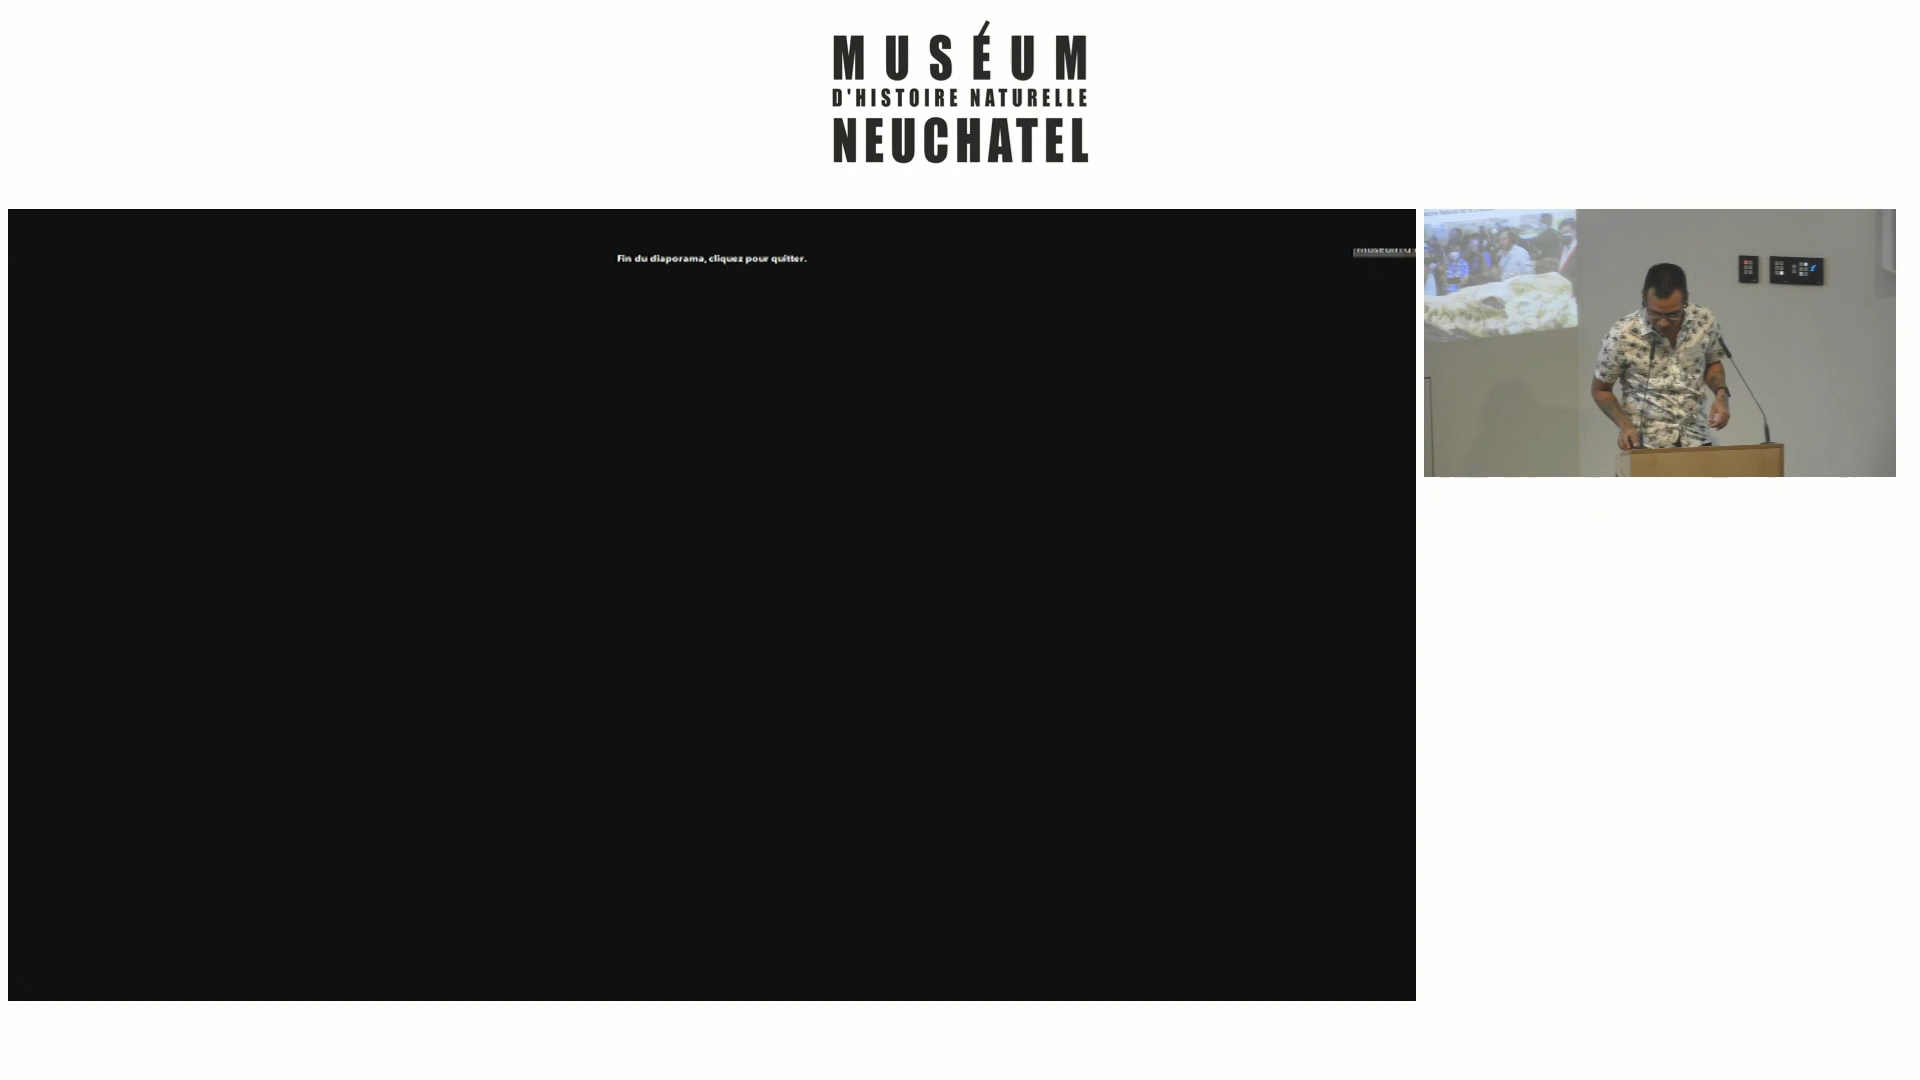 MUSÉUM
D'HISTOIRE NATURELLE
NEUCHATEL
Fin du diaporama, cliquez pour quitter.